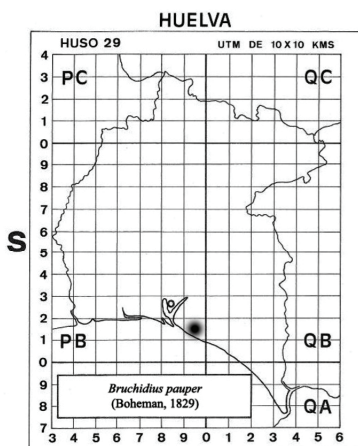 HUELVA
HUSO 29 UTM DE 10 X 10 KMS
4 PC QC
3
2
1
0
9
8
7
S
6
5
4
3
2
1 PB QB
0
9 Bruchidius pauper
8 (Boheman, 1829) QA
7
3 4 5 6 7 8 9 0 1 2 3 4 5 6